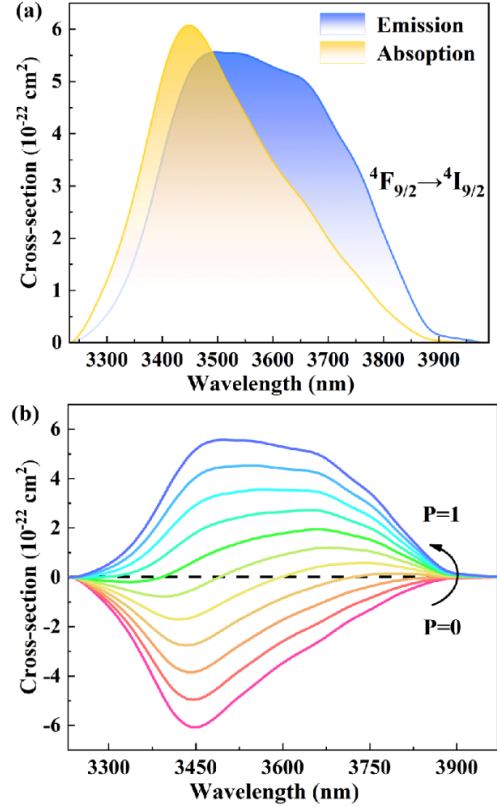 (a)
Emission
Absoption
6
5
4
3
2
1
0
Cross-section (10⁻²² cm²)
⁴F₉/₂→⁴I₉/₂
3300 3400 3500 3600 3700 3800 3900
Wavelength (nm)
(b)
6
4
2
0
-2
-4
-6
Cross-section (10⁻²² cm²)
P=1
P=0
3300 3450 3600 3750 3900
Wavelength (nm)